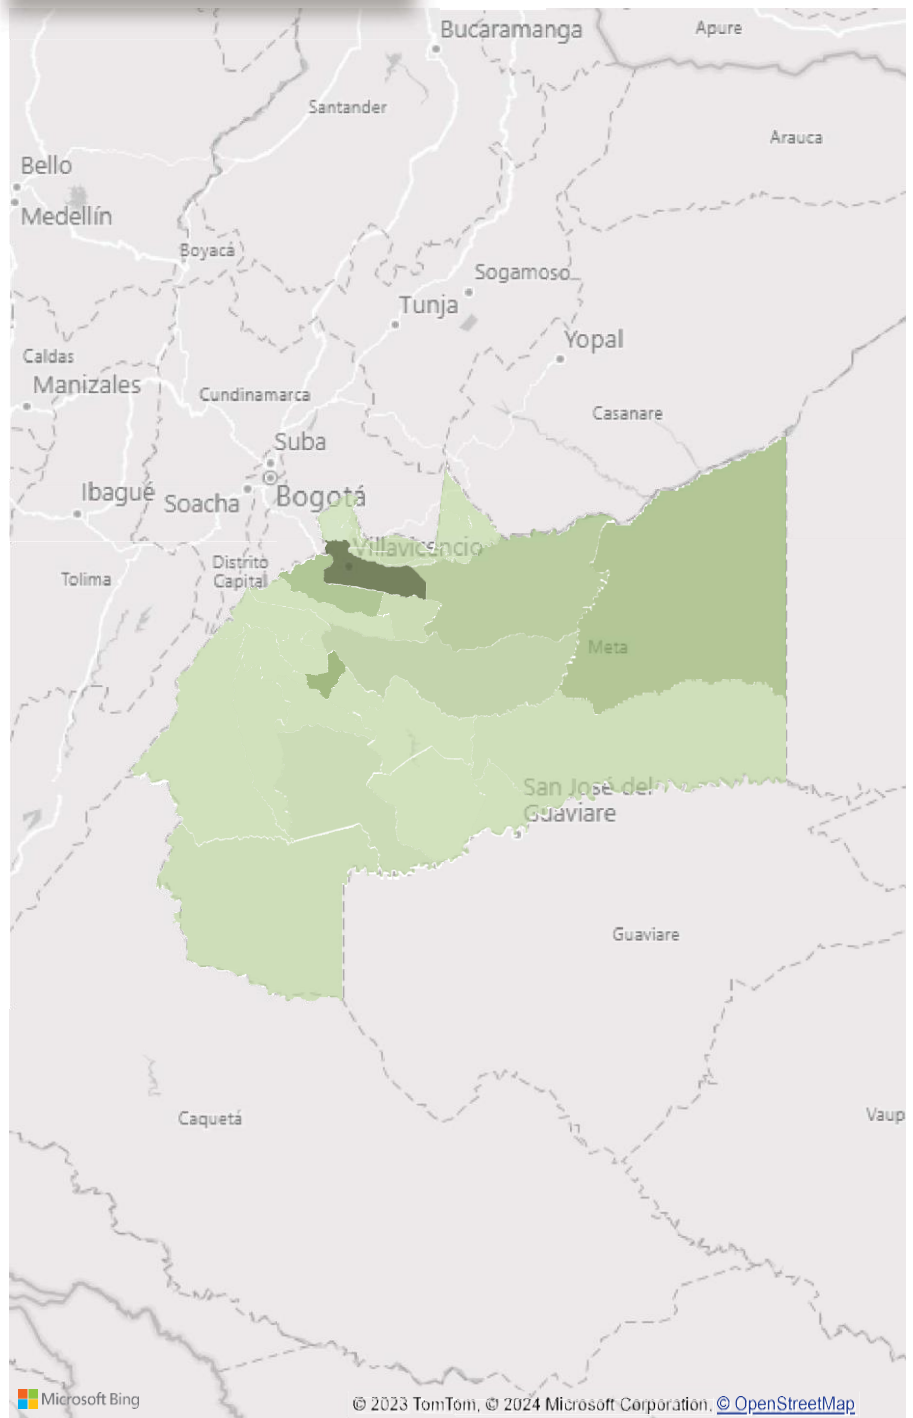 Bucaramanga
Apure
Santander
Arauca
Bello
Medellín
Boyacá
Sogamoso
Tunja
Yopal
Caldas
Manizales
Cundinamarca
Casanare
Suba
Ibagué
Soacha
Bogotá
Villavicencio
Distrito
Capital
Tolima
Meta
San José del
Guaviare
Guaviare
Caquetá
Vaup
Microsoft Bing
© 2023 TomTom, © 2024 Microsoft Corporation, © OpenStreetMap